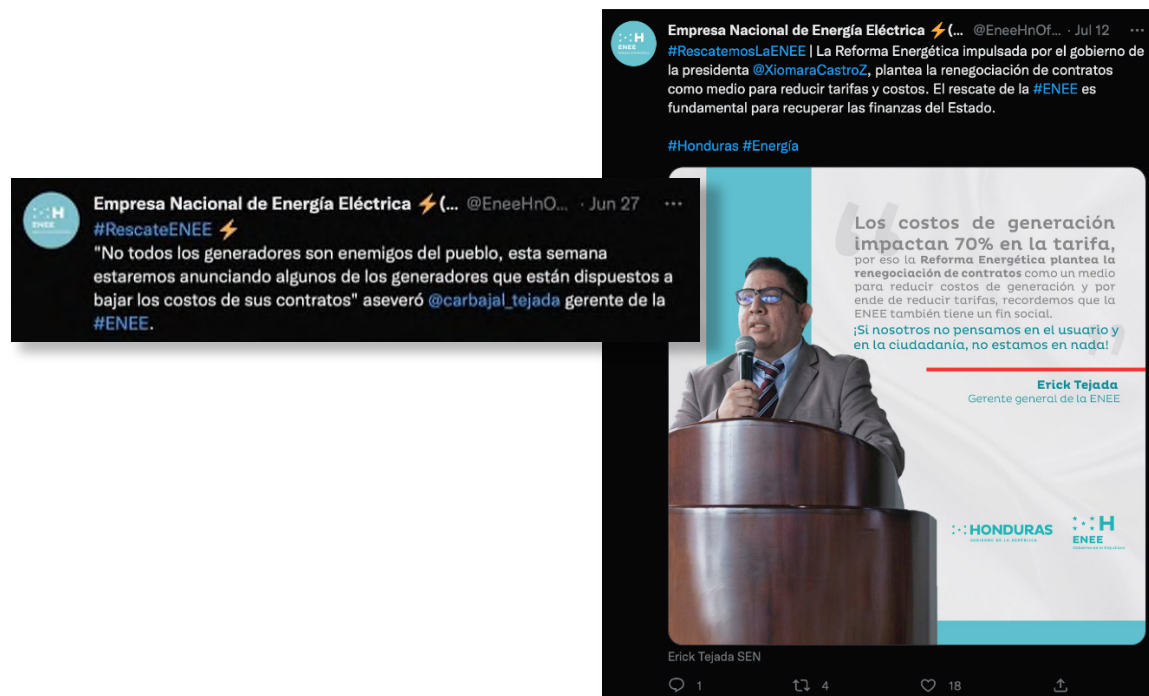 Empresa Nacional de Energía Eléctrica ⚡(... @EneeHnOf... · Jul 12 ···
#RescatemosLaENEE | La Reforma Energética impulsada por el gobierno de
la presidenta @XiomaraCastroZ, plantea la renegociación de contratos
como medio para reducir tarifas y costos. El rescate de la #ENEE es
fundamental para recuperar las finanzas del Estado.
#Honduras #Energía
Empresa Nacional de Energía Eléctrica ⚡(... @EneeHnO... · Jun 27 ···
#RescateENEE ⚡
"No todos los generadores son enemigos del pueblo, esta semana
estaremos anunciando algunos de los generadores que están dispuestos a
bajar los costos de sus contratos" aseveró @carbajal_tejada gerente de la
#ENEE.
Los costos de generación
impactan 70% en la tarifa,
por eso la Reforma Energética plantea la
renegociación de contratos como un medio
para reducir costos de generación y por
ende de reducir tarifas, recordemos que la
ENEE también tiene un fin social.
¡Si nosotros no pensamos en el usuario y
en la ciudadanía, no estamos en nada!
Erick Tejada
Gerente general de la ENEE
HONDURAS
GOBIERNO DE LA REPÚBLICA
H
ENEE
Erick Tejada SEN
1 4 18